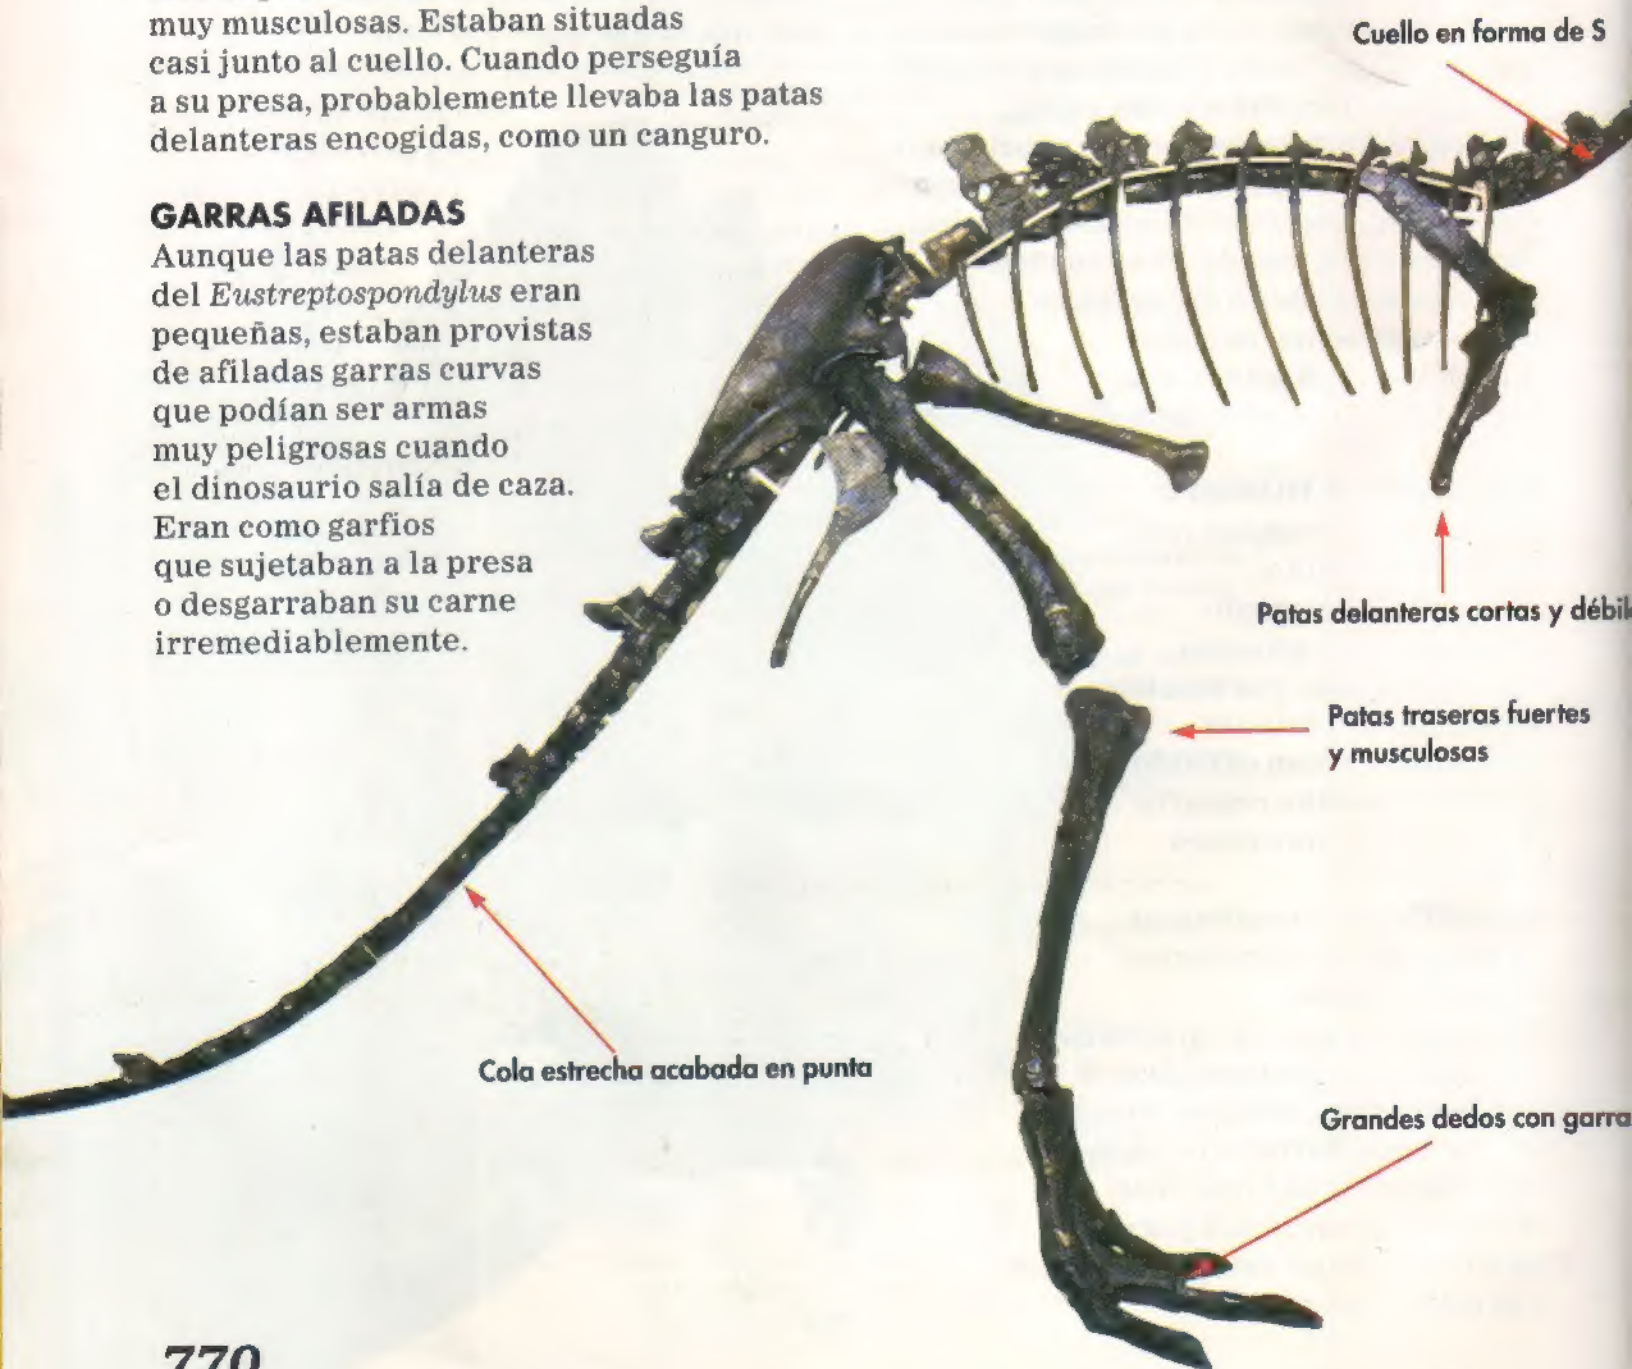 muy musculosas. Estaban situadas
casi junto al cuello. Cuando perseguía
a su presa, probablemente llevaba las patas
delanteras encogidas, como un canguro.
GARRAS AFILADAS
Aunque las patas delanteras
del Eustreptospondylus eran
pequeñas, estaban provistas
de afiladas garras curvas
que podían ser armas
muy peligrosas cuando
el dinosaurio salía de caza.
Eran como garfios
que sujetaban a la presa
o desgarraban su carne
irremediablemente.
Cuello en forma de S
Patas delanteras cortas y
Patas traseras fuertes
y musculosas
Cola estrecha acabada en punta
Grandes dedos con
770